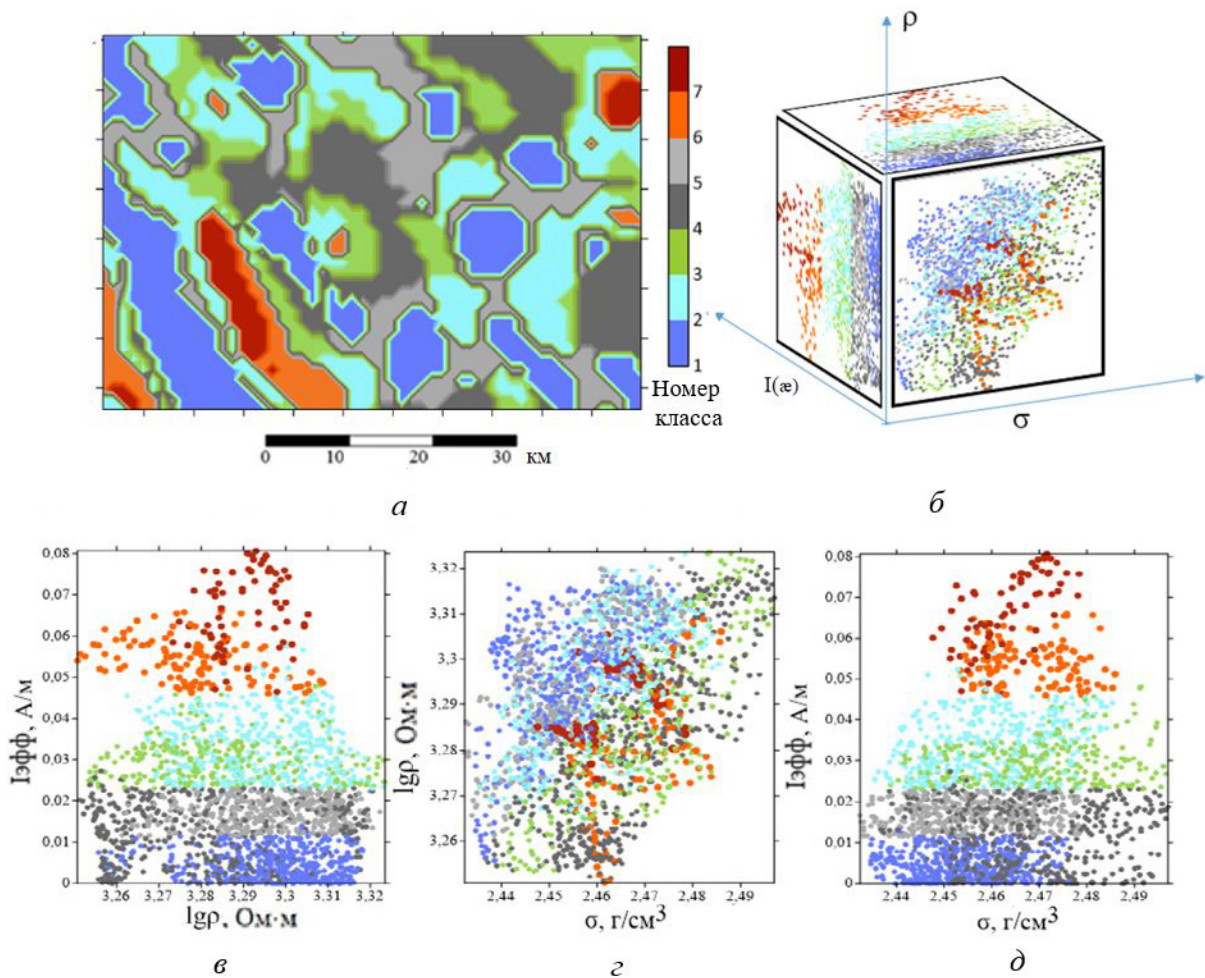 7
6
5
4
3
2
1
Номер
класса
0 10 20 30 км
а
ρ
I(æ)
σ
б
0,08
0,07
0,06
0,05
0,04
0,03
0,02
0,01
0
Iэфф, А/м
3,26 3,27 3,28 3,29 3,3 3,31 3,32
lgρ, Ом·м
в
3,32
3,31
3,3
3,29
3,28
3,27
3,26
lgρ, Ом·м
2,44 2,45 2,46 2,47 2,48 2,49
σ, г/см³
г
0,08
0,07
0,06
0,05
0,04
0,03
0,02
0,01
0
Iэфф, А/м
2,44 2,45 2,46 2,47 2,48 2,49
σ, г/см³
д